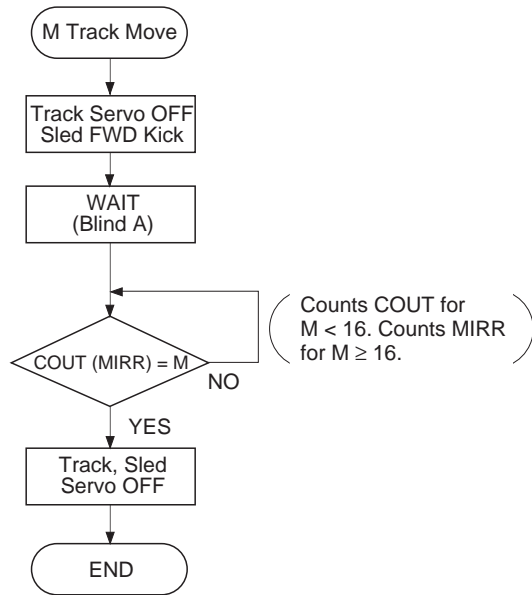 M Track Move
Track Servo OFF
Sled FWD Kick
WAIT
(Blind A)
Counts COUT for
M < 16. Counts MIRR
for M ≥ 16.
COUT (MIRR) = M
NO
YES
Track, Sled
Servo OFF
END